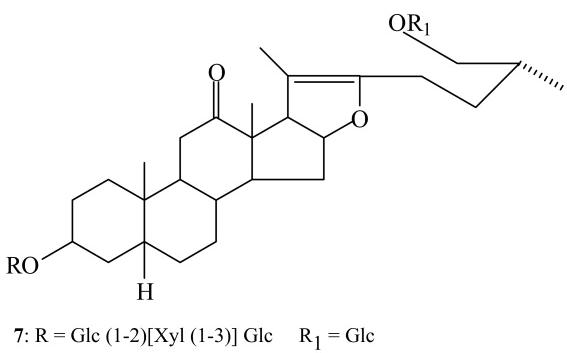 OR₁
O
O
RO
H
7: R = Glc (1-2)[Xyl (1-3)] Glc R₁ = Glc